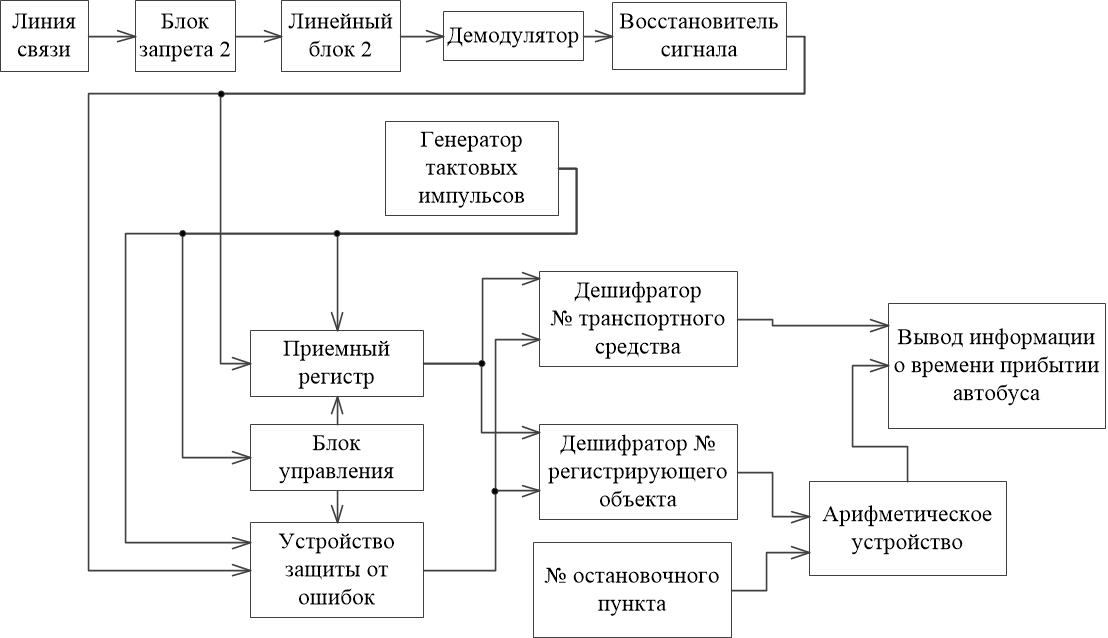 Линия
связи
Блок
запрета 2
Линейный
блок 2
Демодулятор
Восстановитель
сигнала
Генератор
тактовых
импульсов
Приемный
регистр
Блок
управления
Устройство
защиты от
ошибок
Дешифратор
№ транспортного
средства
Дешифратор №
регистрирующего
объекта
№ остановочного
пункта
Арифметическое
устройство
Вывод информации
о времени прибытии
автобуса